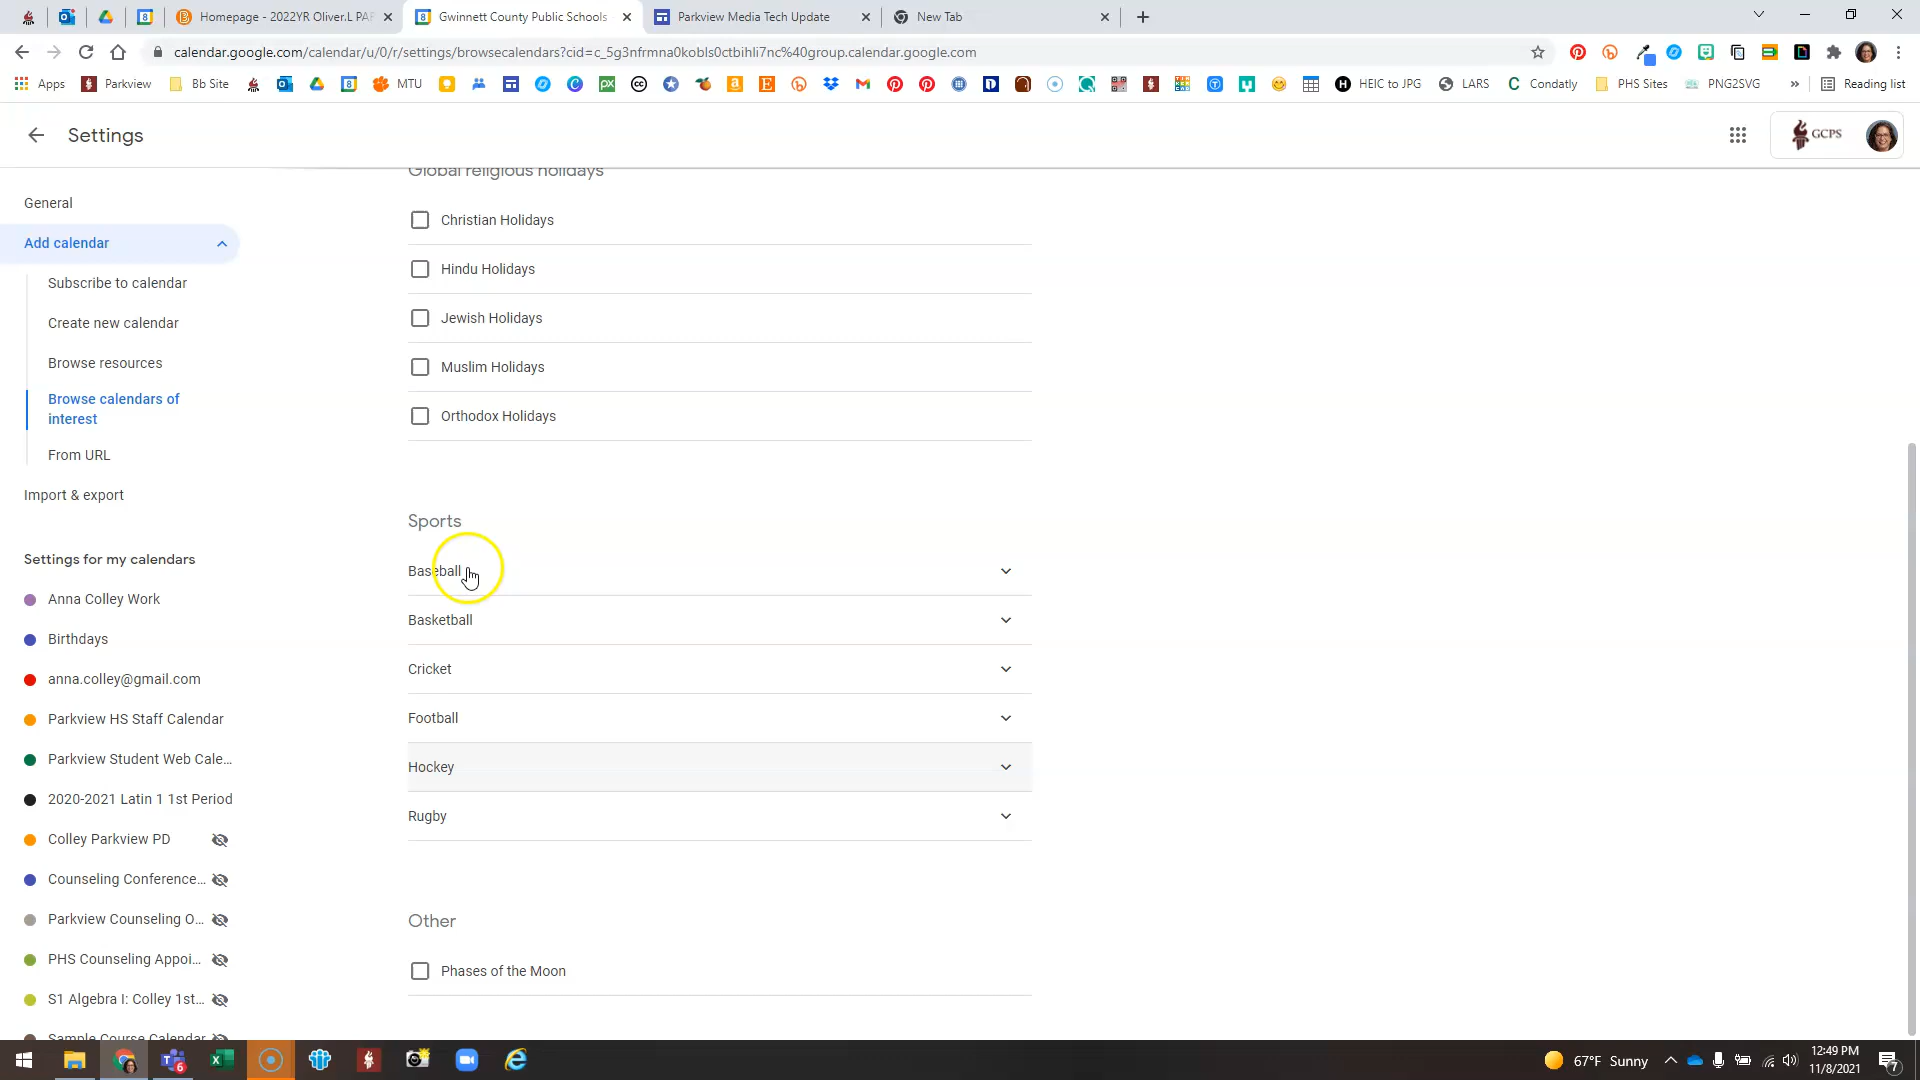 Homepage - 2022YR Oliver.L PAR
Gwinnett County Public Schools
Parkview Media Tech Update
New Tab
calendar.google.com/calendar/u/0/r/settings/browsecalendars?cid=c_5g3nfrmna0kobls0ctbihli7nc%40group.calendar.google.com
Apps
Parkview
Bb Site
MTU
HEIC to JPG
LARS
Condatly
PHS Sites
PNG2SVG
»
Reading list
Settings
GCPS
General
Add calendar
Subscribe to calendar
Create new calendar
Browse resources
Browse calendars of
interest
From URL
Import & export
Settings for my calendars
Anna Colley Work
Birthdays
anna.colley@gmail.com
Parkview HS Staff Calendar
Parkview Student Web Cale...
2020-2021 Latin 1 1st Period
Colley Parkview PD
Counseling Conference...
Parkview Counseling O...
PHS Counseling Appoi...
S1 Algebra I: Colley 1st...
Sample Course Calendar
Global religious holidays
Christian Holidays
Hindu Holidays
Jewish Holidays
Muslim Holidays
Orthodox Holidays
Sports
Baseball
Basketball
Cricket
Football
Hockey
Rugby
Other
Phases of the Moon
67°F Sunny
12:49 PM
11/8/2021